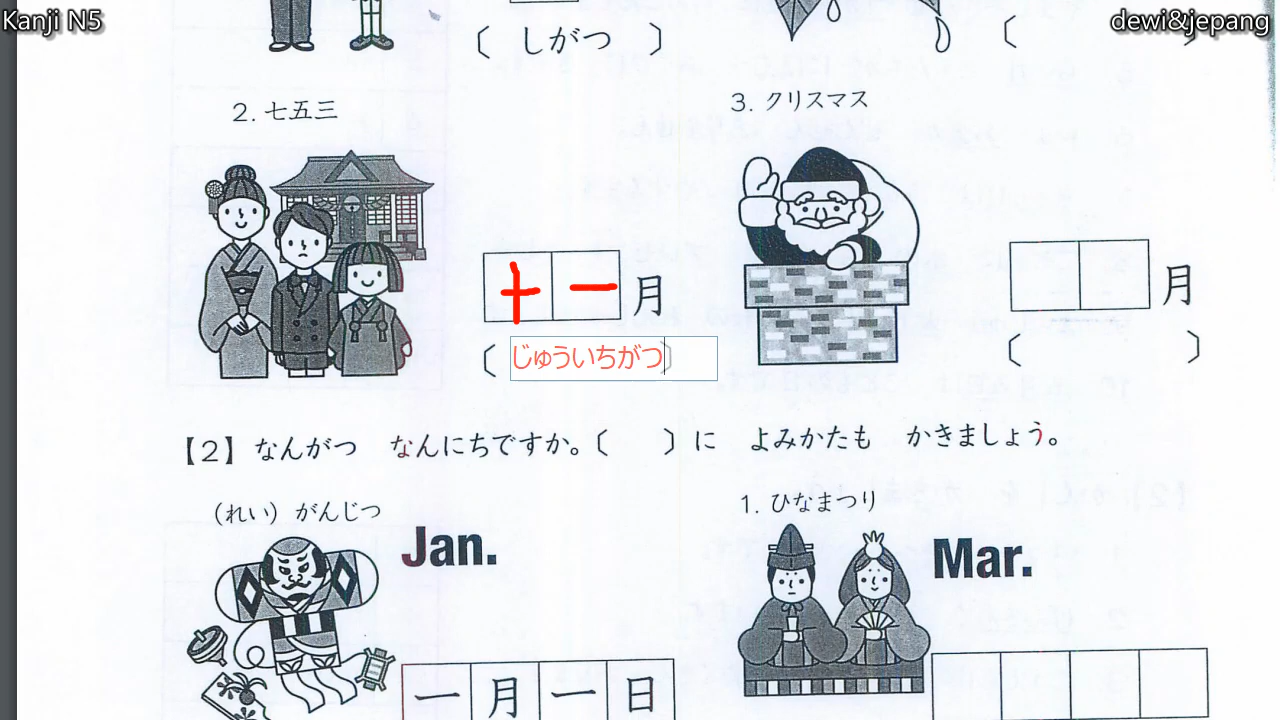 Kanji N5
dewi&jepang
( しがつ )
(
2. 七五三
3. クリスマス
十一月
月
(じゅういちがつ)
( )
【2】なんがつ なんにちですか。( )に よみかたも かきましょう。
(れい) がんじつ
Jan.
一月一日
1. ひなまつり
Mar.